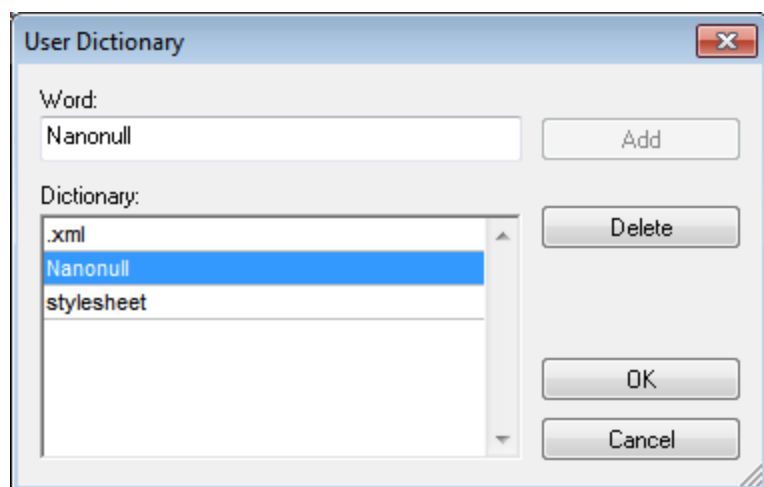 User Dictionary
Word:
Nanonull
Add
Dictionary:
.xml
Delete
Nanonull
stylesheet
OK
Cancel